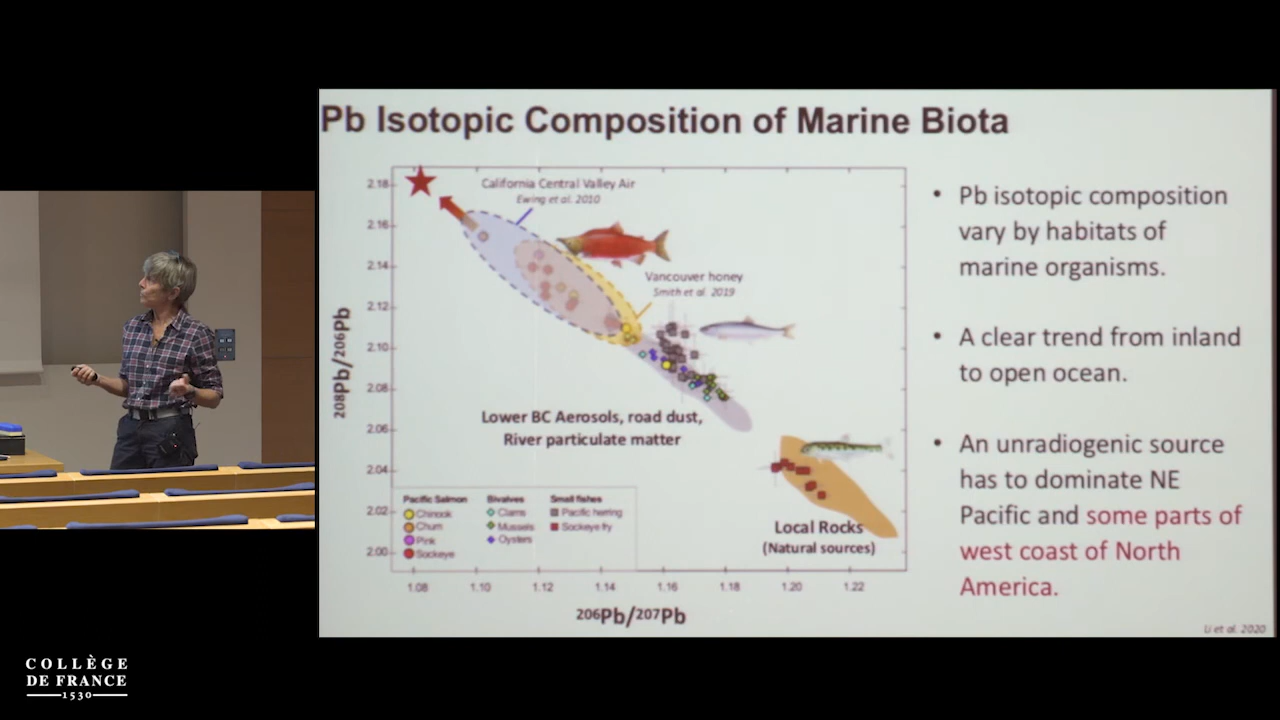 Pb Isotopic Composition of Marine Biota
208Pb/206Pb
2.18
2.16
2.14
2.12
2.10
2.08
2.06
2.04
2.02
2.00
California Central Valley Air
Ewing et al. 2010
Vancouver honey
Smith et al. 2019
Lower BC Aerosols, road dust,
River particulate matter
Local Rocks
(Natural sources)
Pacific Salmon
Chinook
Chum
Pink
Sockeye
Bivalves
Clams
Mussels
Oysters
Small fishes
Pacific herring
Sockeye fry
1.08 1.10 1.12 1.14 1.16 1.18 1.20 1.22
206Pb/207Pb
• Pb isotopic composition
vary by habitats of
marine organisms.
• A clear trend from inland
to open ocean.
• An unradiogenic source
has to dominate NE
Pacific and some parts of
west coast of North
America.
Li et al. 2020
COLLÈGE
DE FRANCE
1530